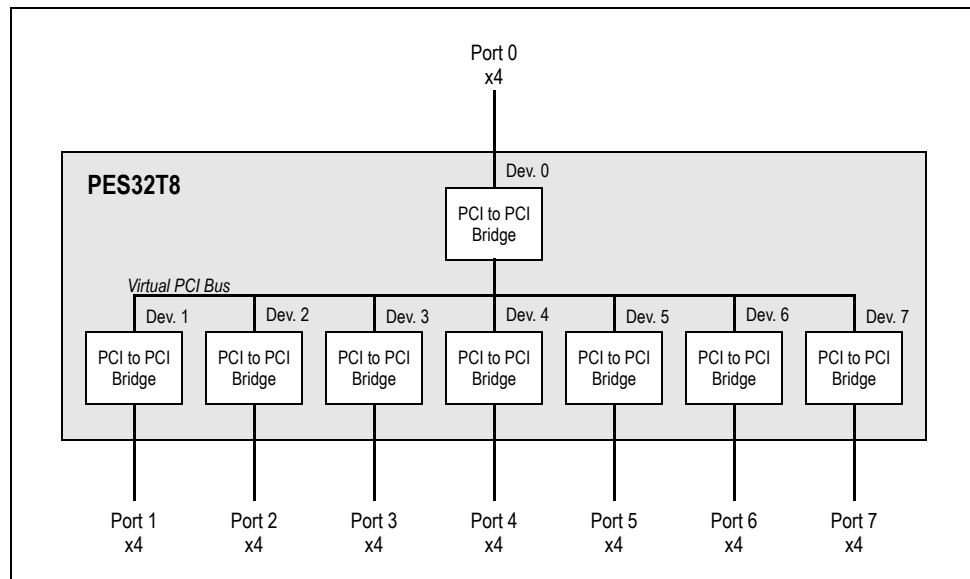 Port 0
x4
Dev. 0
PES32T8
PCI to PCI
Bridge
Virtual PCI Bus
Dev. 1
Dev. 2
Dev. 3
Dev. 4
Dev. 5
Dev. 6
Dev. 7
PCI to PCI
Bridge
PCI to PCI
Bridge
PCI to PCI
Bridge
PCI to PCI
Bridge
PCI to PCI
Bridge
PCI to PCI
Bridge
PCI to PCI
Bridge
Port 1
x4
Port 2
x4
Port 3
x4
Port 4
x4
Port 5
x4
Port 6
x4
Port 7
x4